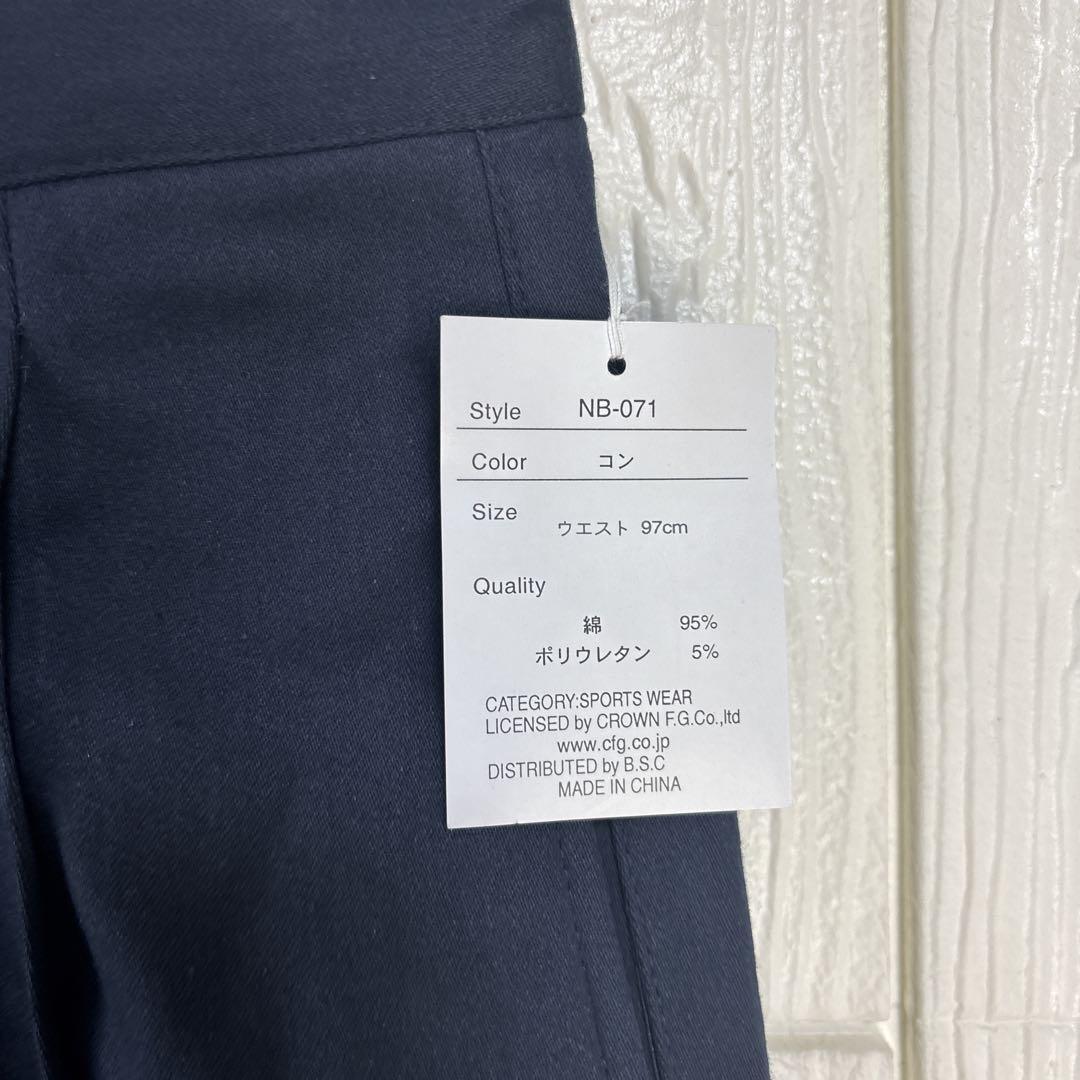 Style NB-071
Color コン
Size ウエスト 97cm
Quality
綿 95%
ポリウレタン 5%
CATEGORY:SPORTS WEAR
LICENSED by CROWN F.G.Co.,ltd
www.cfg.co.jp
DISTRIBUTED by B.S.C
MADE IN CHINA